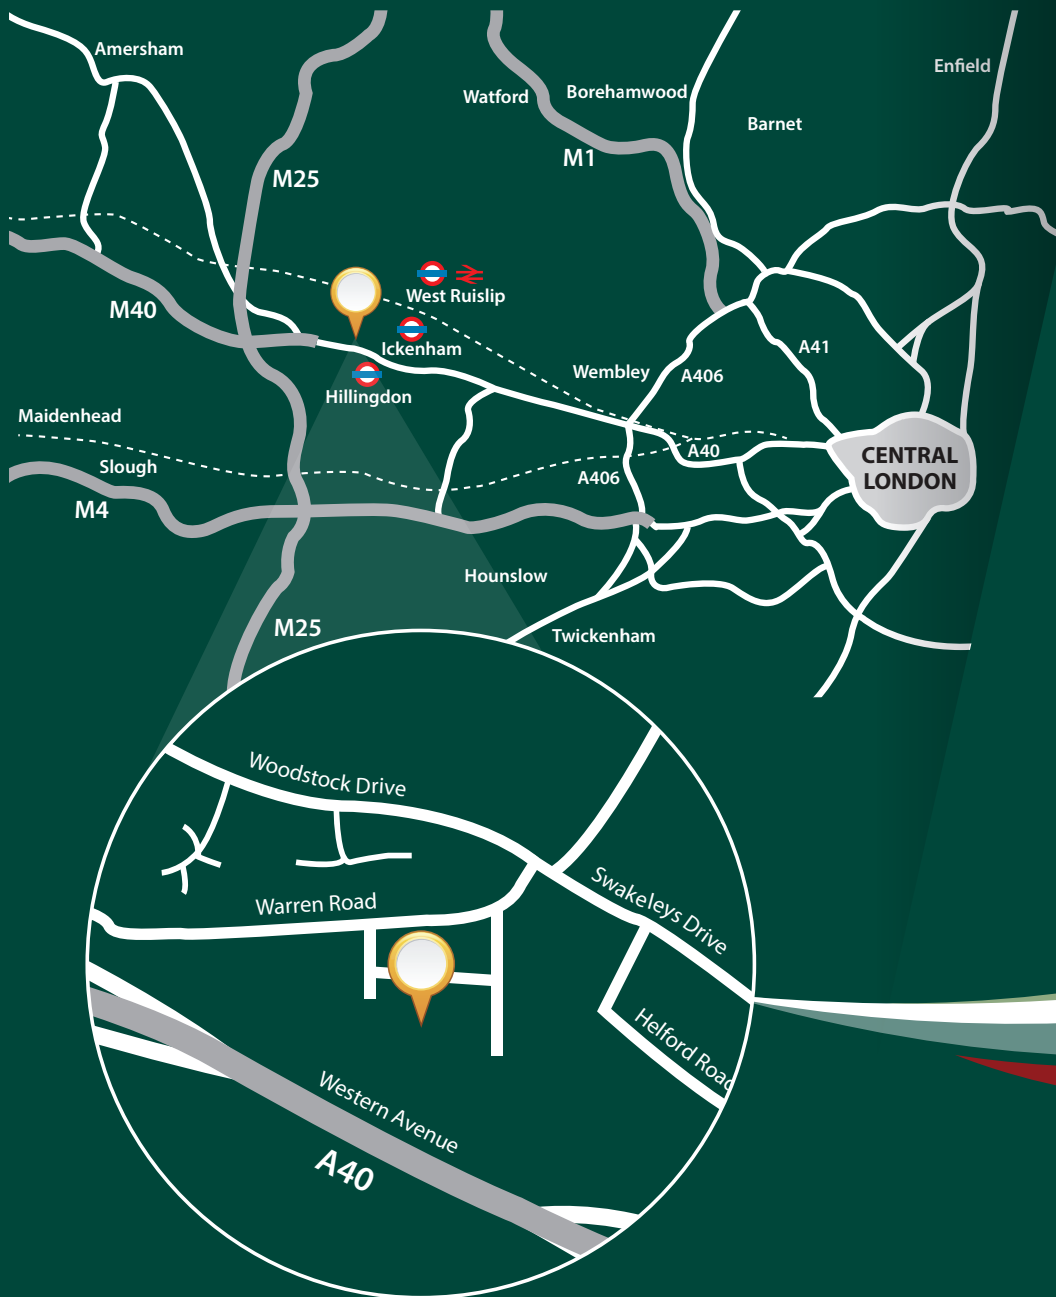 Amersham
Enfield
Watford
Borehamwood
Barnet
M1
M25
West Ruislip
M40
Ickenham
A41
Wembley
A406
Hillingdon
Maidenhead
A40
CENTRAL
LONDON
Slough
A406
M4
Hounslow
M25
Twickenham
Woodstock Drive
Swakeleys Drive
Warren Road
Helford Road
Western Avenue
A40